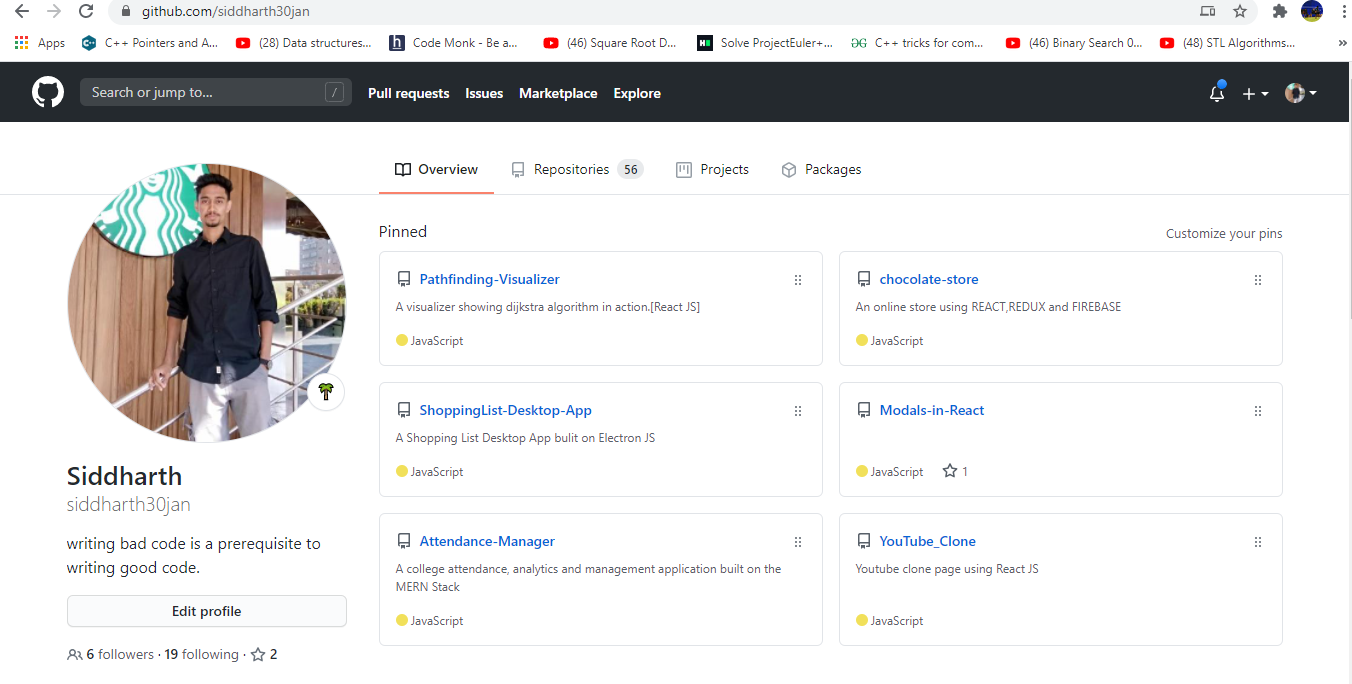 github.com/siddharth30jan
Apps C++ Pointers and A... (28) Data structures... h Code Monk - Be a... (46) Square Root D... H Solve ProjectEuler+... GG C++ tricks for com... (46) Binary Search 0... (48) STL Algorithms... »
Search or jump to... / Pull requests Issues Marketplace Explore
Overview Repositories 56 Projects Packages
Pinned Customize your pins
Pathfinding-Visualizer
A visualizer showing dijkstra algorithm in action.[React JS]
JavaScript
chocolate-store
An online store using REACT,REDUX and FIREBASE
JavaScript
ShoppingList-Desktop-App
A Shopping List Desktop App bulit on Electron JS
JavaScript
Modals-in-React
JavaScript 1
Attendance-Manager
A college attendance, analytics and management application built on the
MERN Stack
JavaScript
YouTube_Clone
Youtube clone page using React JS
JavaScript
Siddharth
siddharth30jan
writing bad code is a prerequisite to
writing good code.
Edit profile
6 followers · 19 following · 2